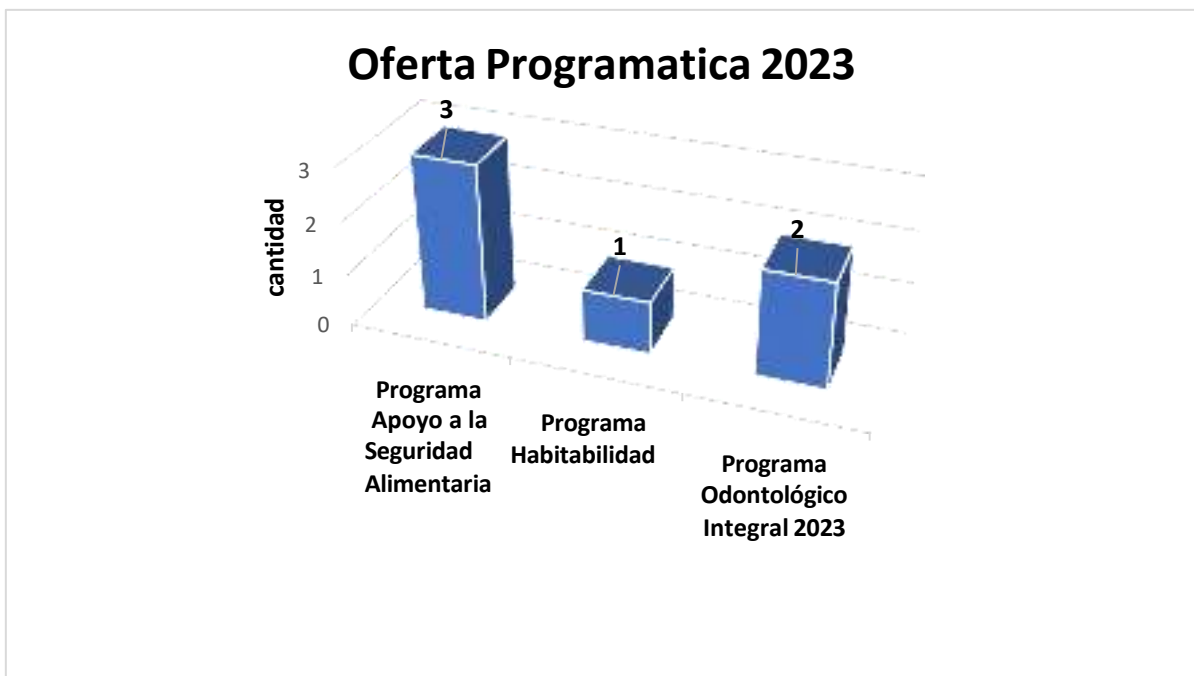 Oferta Programatica 2023
3
1
2
3
2
1
0
cantidad
Programa
Apoyo a la
Seguridad
Alimentaria
Programa
Habitabilidad
Programa
Odontológico
Integral 2023